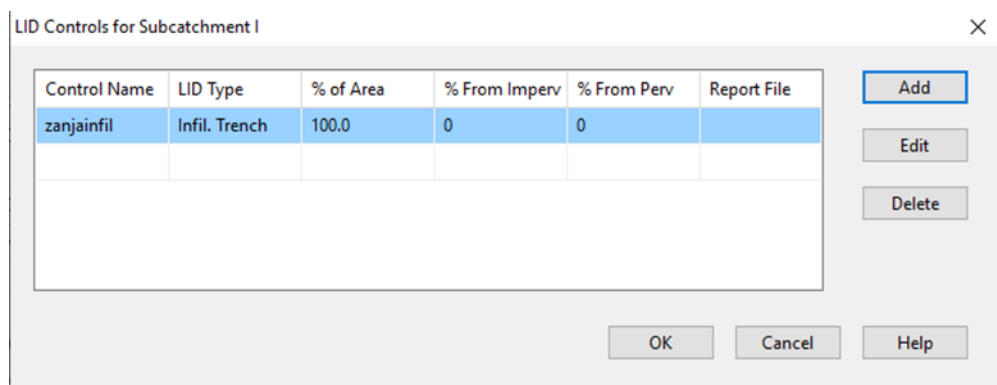 LID Controls for Subcatchment I
Control Name LID Type % of Area % From Imperv % From Perv Report File
zanjainfil Infil. Trench 100.0 0 0
Add
Edit
Delete
OK Cancel Help